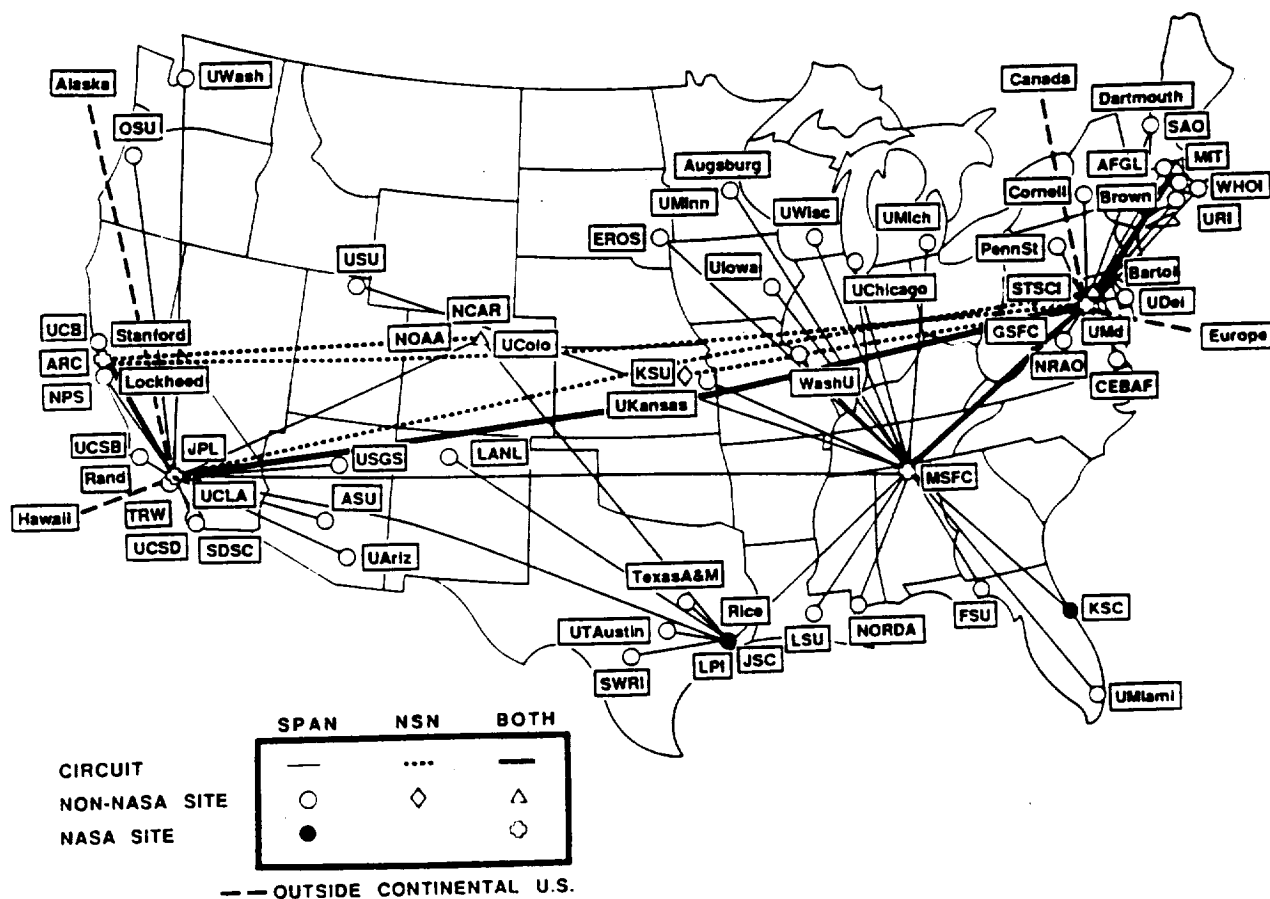 Alaska
UWash
Canada
Dartmouth
OSU
SAO
Augsburg
AFGL
MIT
UMinn
Cornell
Brown
WHOI
UWisc
UMich
URI
EROS
PennSt
USU
UIowa
STSCI
Bartol
UChicago
UDel
NCAR
UCB
Stanford
NOAA
UColo
GSFC
UMd
Europe
ARC
Lockheed
KSU
WashU
NRAO
NPS
CEBAF
UKansas
UCSB
JPL
USGS
LANL
Rand
MSFC
UCLA
ASU
Hawaii
TRW
UCSD
SDSC
UAriz
TexasA&M
Rice
KSC
FSU
UTAustin
LSU
NORDA
LPI
JSC
SWRI
UMiami
SPAN NSN BOTH
CIRCUIT
NON-NASA SITE
NASA SITE
OUTSIDE CONTINENTAL U.S.